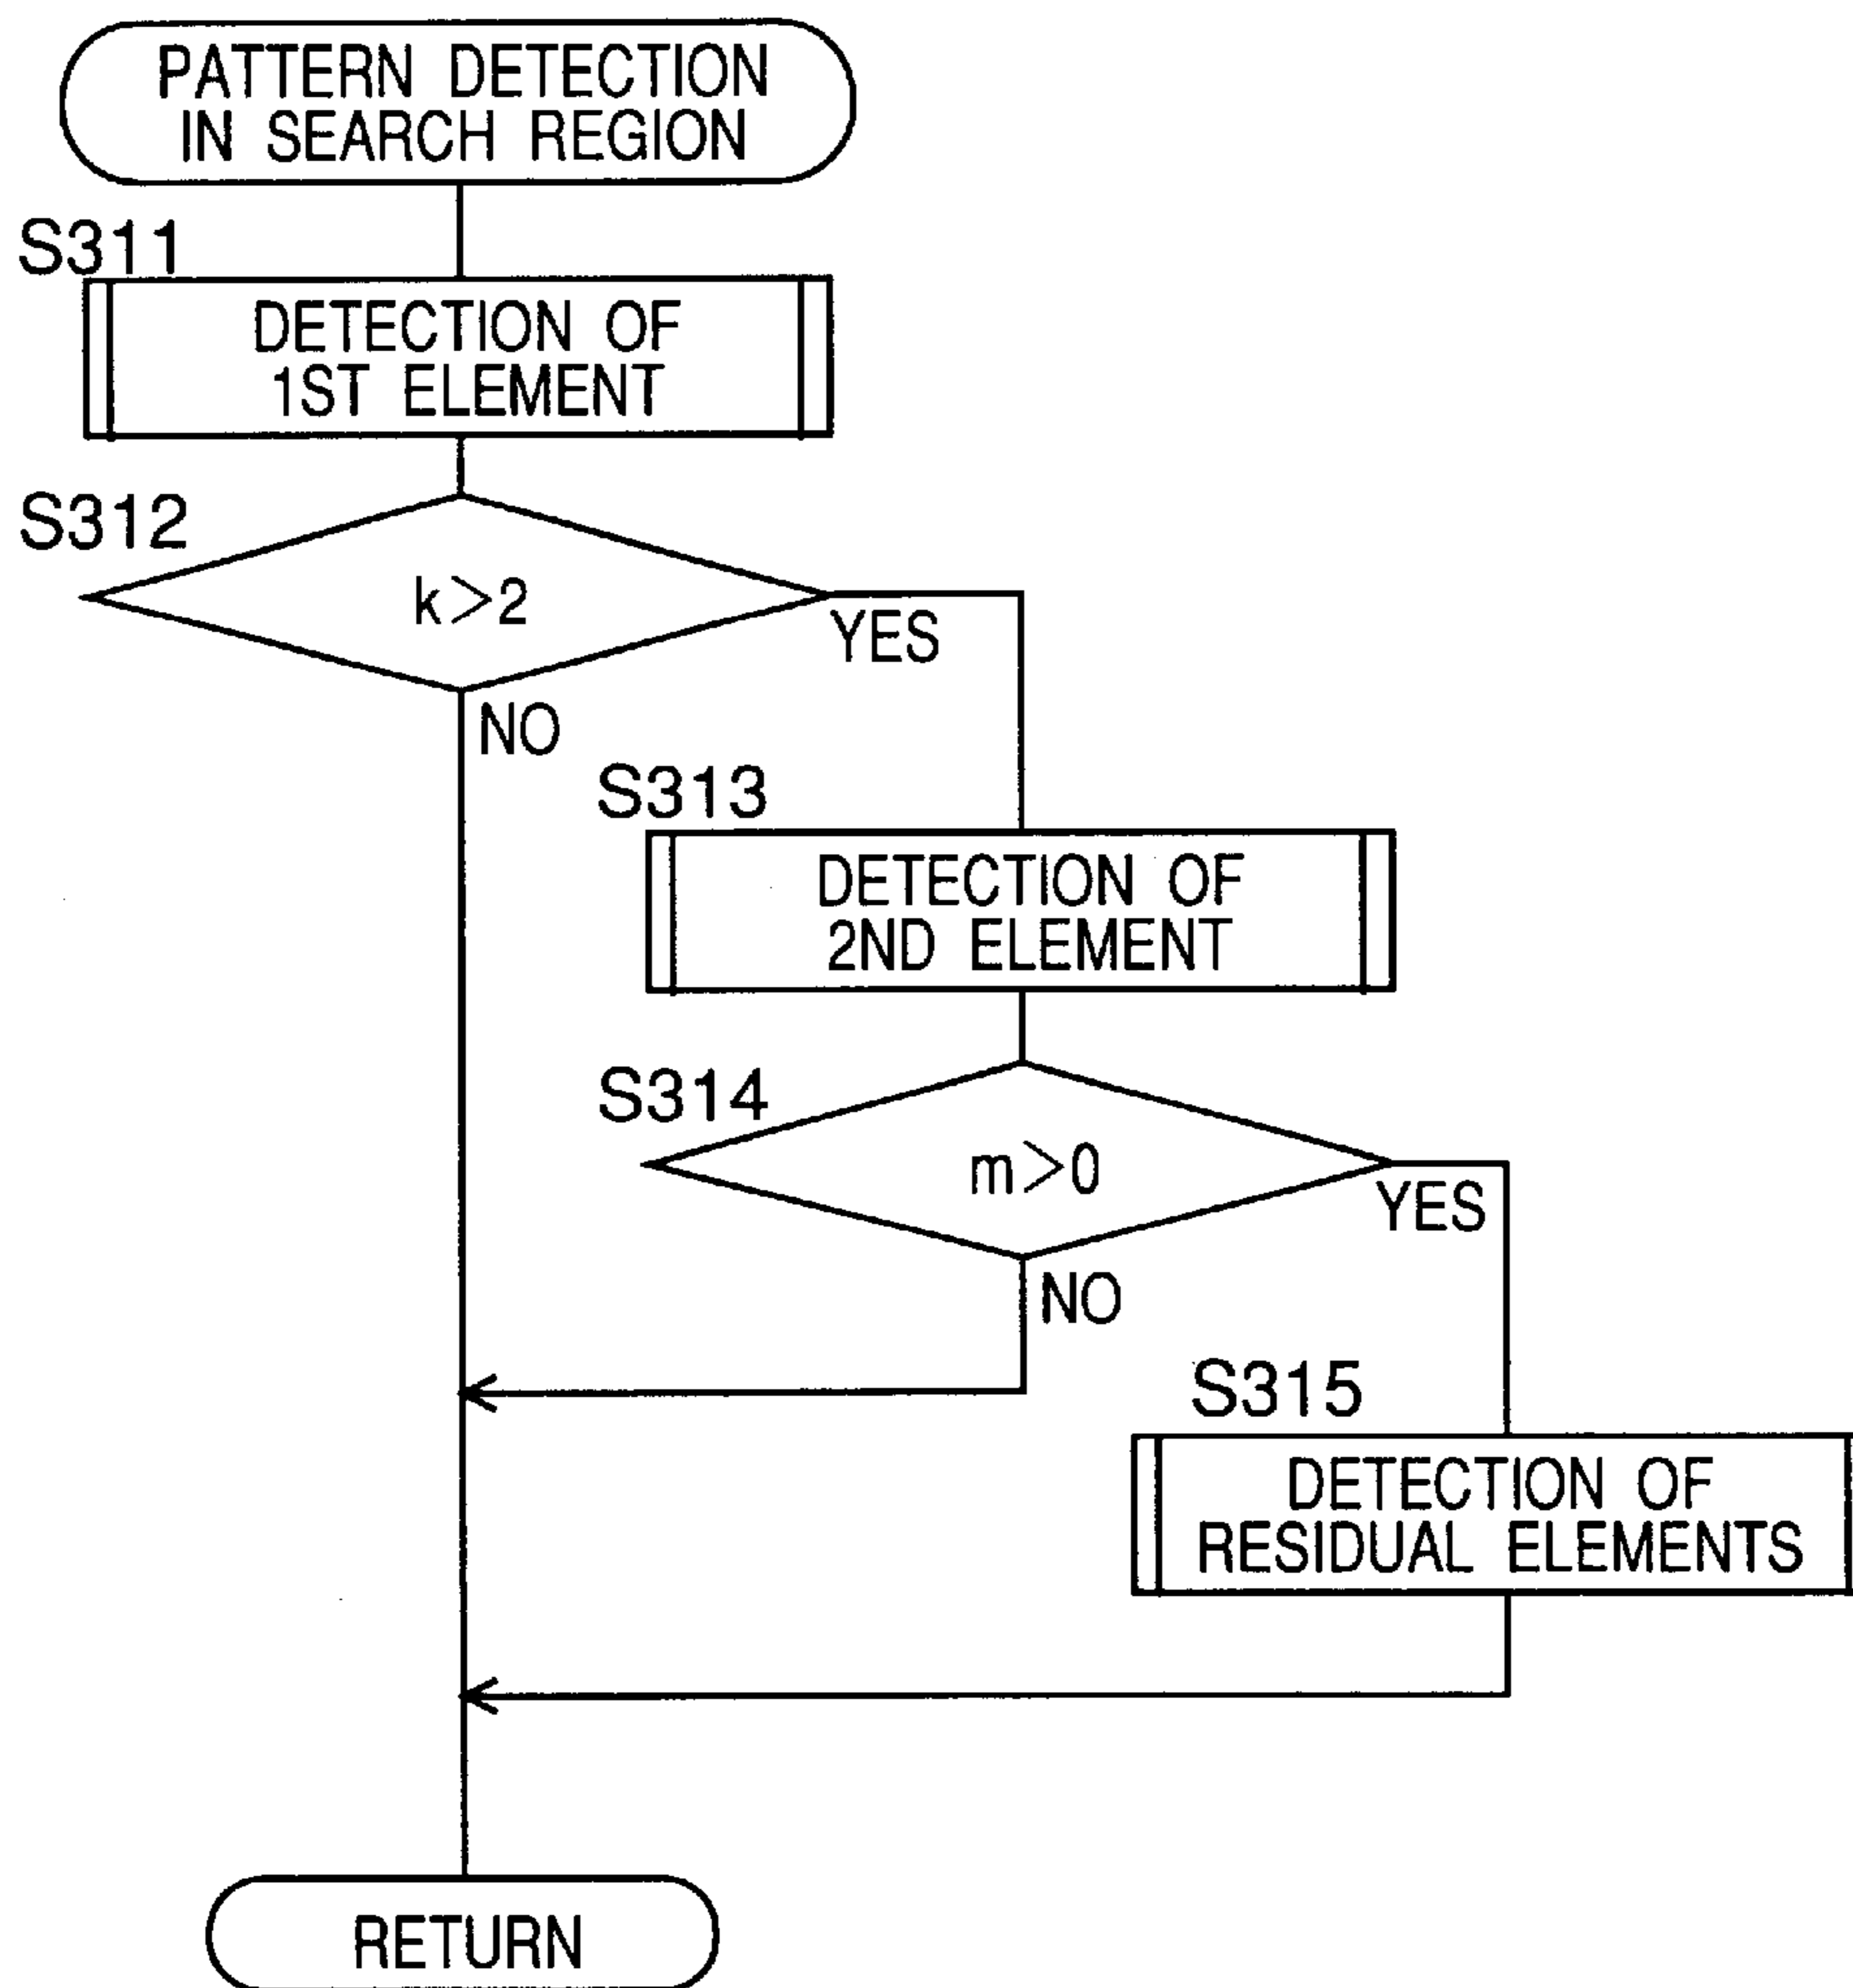 PATTERN DETECTION
IN SEARCH REGION
S311
DETECTION OF
1ST ELEMENT
S312
k>2
YES
NO
S313
DETECTION OF
2ND ELEMENT
S314
m>0
YES
NO
S315
DETECTION OF
RESIDUAL ELEMENTS
RETURN